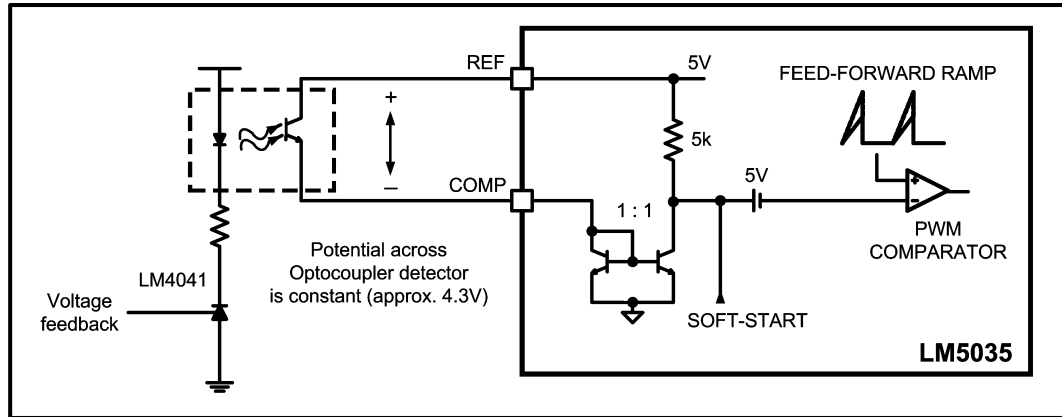 REF
5V
FEED-FORWARD RAMP
+
5k
–
COMP
5V
+
1 : 1
–
PWM
COMPARATOR
Potential across
Optocoupler detector
is constant (approx. 4.3V)
LM4041
Voltage
feedback
SOFT-START
LM5035